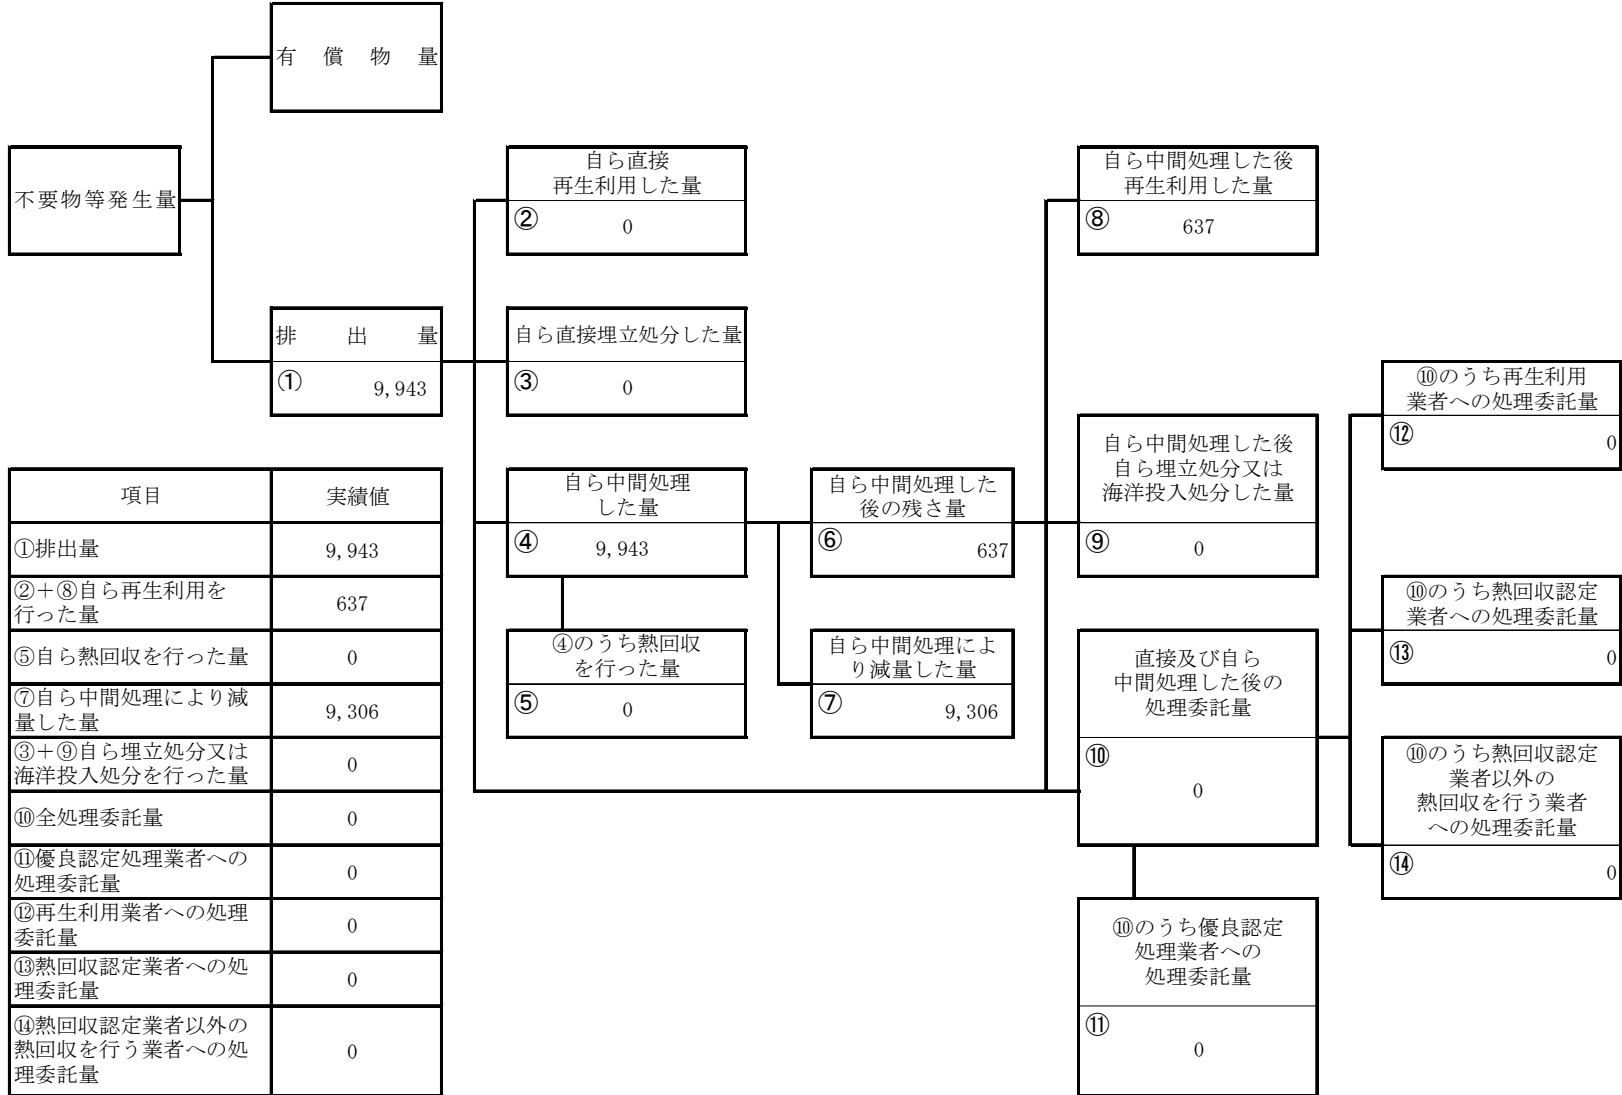 有償物量
不要物等発生量
排出量
①
9,943
自ら直接
再生利用した量
②
0
自ら直接埋立処分した量
③
0
自ら中間処理
した量
④
9,943
④のうち熱回収
を行った量
⑤
0
自ら中間処理した
後の残さ量
⑥
637
自ら中間処理によ
り減量した量
⑦
9,306
自ら中間処理した後
再生利用した量
⑧
637
自ら中間処理した後
自ら埋立処分又は
海洋投入処分した量
⑨
0
直接及び自ら
中間処理した後の
処理委託量
⑩
0
⑩のうち優良認定
処理業者への
処理委託量
⑪
0
⑩のうち再生利用
業者への処理委託量
⑫
0
⑩のうち熱回収認定
業者への処理委託量
⑬
0
⑩のうち熱回収認定
業者以外の
熱回収を行う業者
への処理委託量
⑭
0
項目 実績値
①排出量 9,943
②＋⑧自ら再生利用を
行った量 637
⑤自ら熱回収を行った量 0
⑦自ら中間処理により減
量した量 9,306
③＋⑨自ら埋立処分又は
海洋投入処分を行った量 0
⑩全処理委託量 0
⑪優良認定処理業者への
処理委託量 0
⑫再生利用業者への処理
委託量 0
⑬熱回収認定業者への処
理委託量 0
⑭熱回収認定業者以外の
熱回収を行う業者への処
理委託量 0